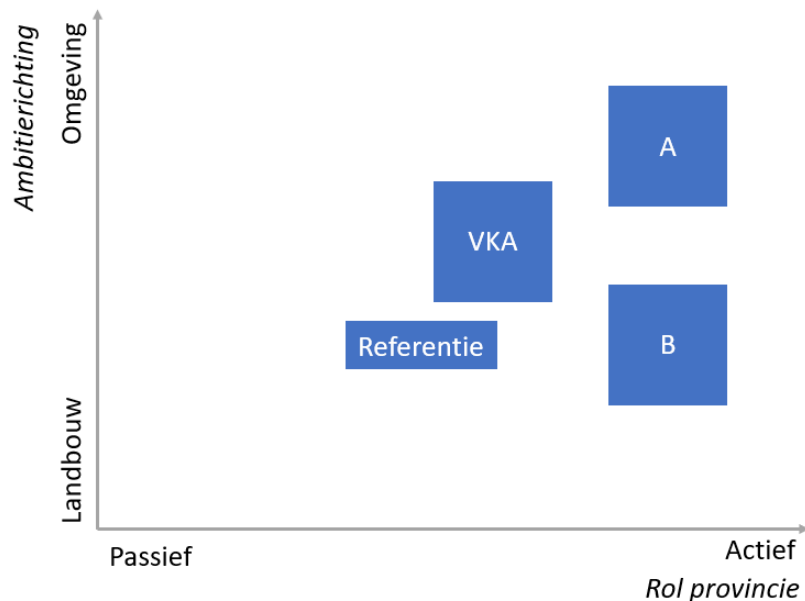 Ambitierichting
Omgeving
Landbouw
A
VKA
B
Referentie
Passief
Actief
Rol provincie